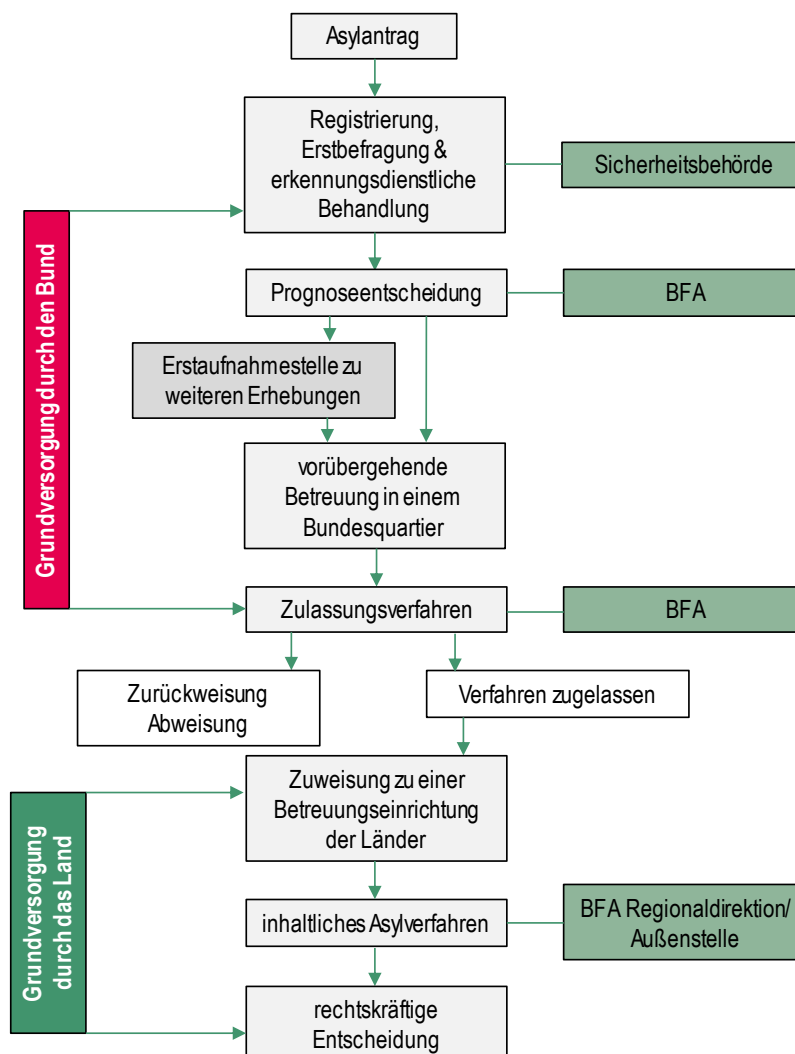 Asylantrag
Registrierung,
Erstbefragung &
erkennungsdienstliche
Behandlung
Sicherheitsbehörde
Grundversorgung durch den Bund
Prognoseentscheidung
BFA
Erstaufnahmestelle zu
weiteren Erhebungen
vorübergehende
Betreuung in einem
Bundesquartier
Zulassungsverfahren
BFA
Zurückweisung
Abweisung
Verfahren zugelassen
Zuweisung zu einer
Betreuungseinrichtung
der Länder
Grundversorgung
durch das Land
inhaltliches Asylverfahren
BFA Regionaldirektion/
Außenstelle
rechtskräftige
Entscheidung